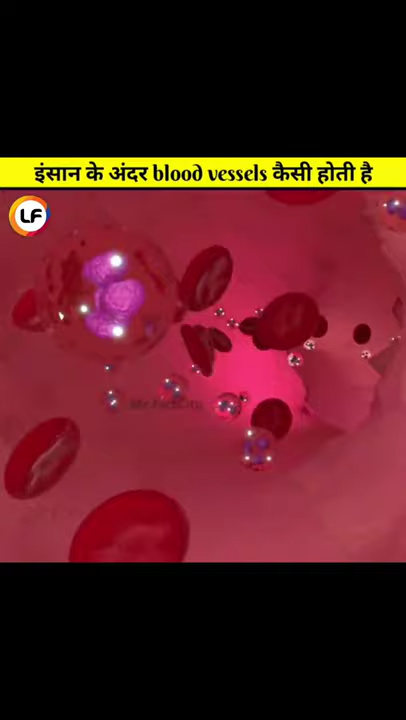 इंसान के अंदर blood vessels कैसी होती है
LF